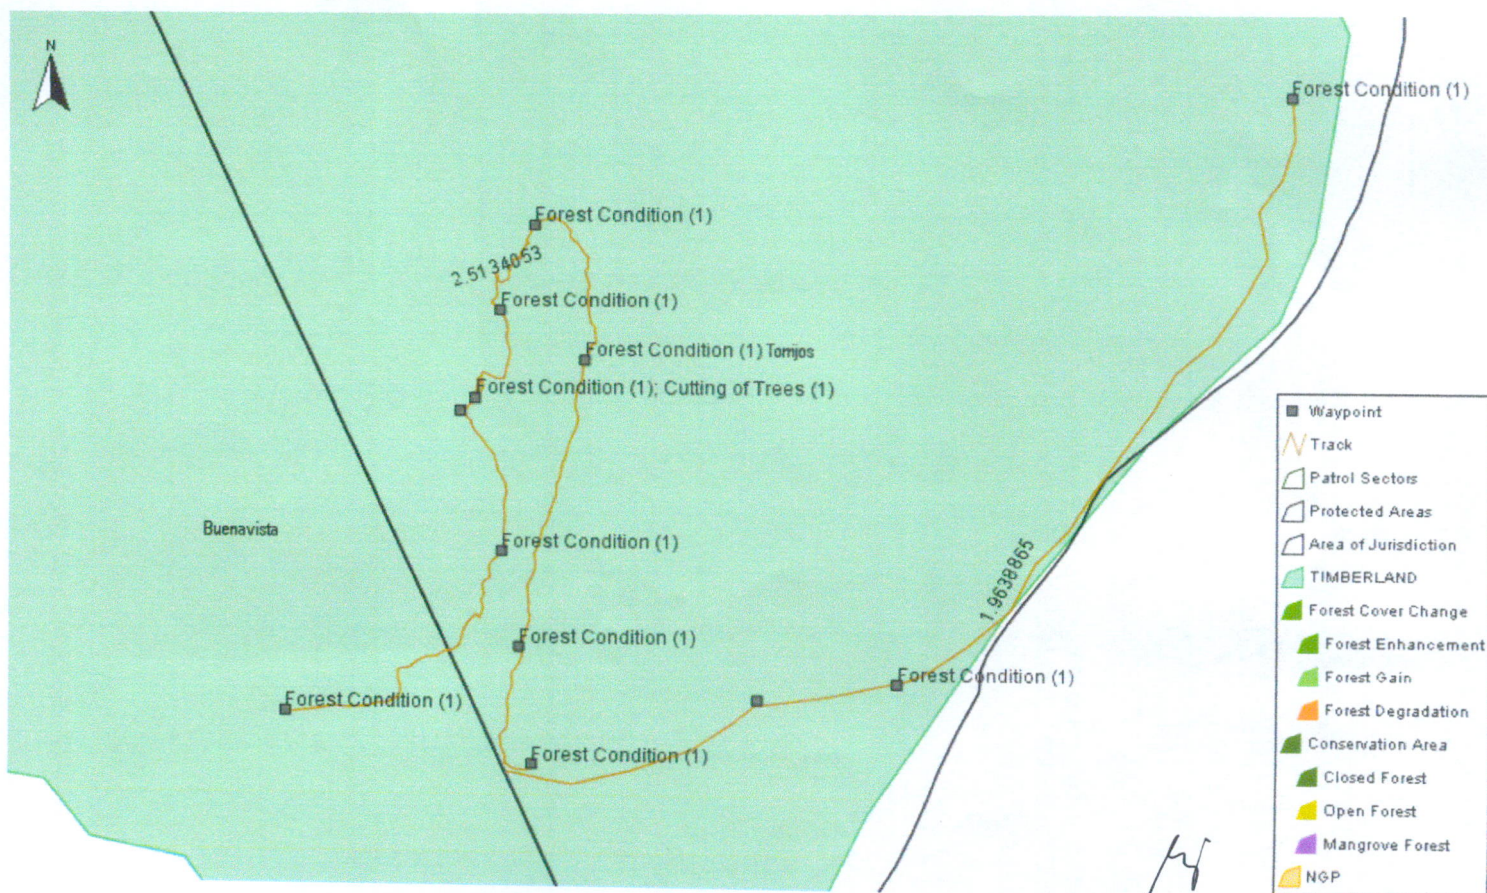 N
Forest Condition (1)
Forest Condition (1)
2.5134053
Forest Condition (1)
Forest Condition (1) Torrijos
Forest Condition (1); Cutting of Trees (1)
Buenavista
Forest Condition (1)
1.9638865
Forest Condition (1)
Forest Condition (1)
Forest Condition (1)
Forest Condition (1)
Waypoint
Track
Patrol Sectors
Protected Areas
Area of Jurisdiction
TIMBERLAND
Forest Cover Change
Forest Enhancement
Forest Gain
Forest Degradation
Conservation Area
Closed Forest
Open Forest
Mangrove Forest
NGP